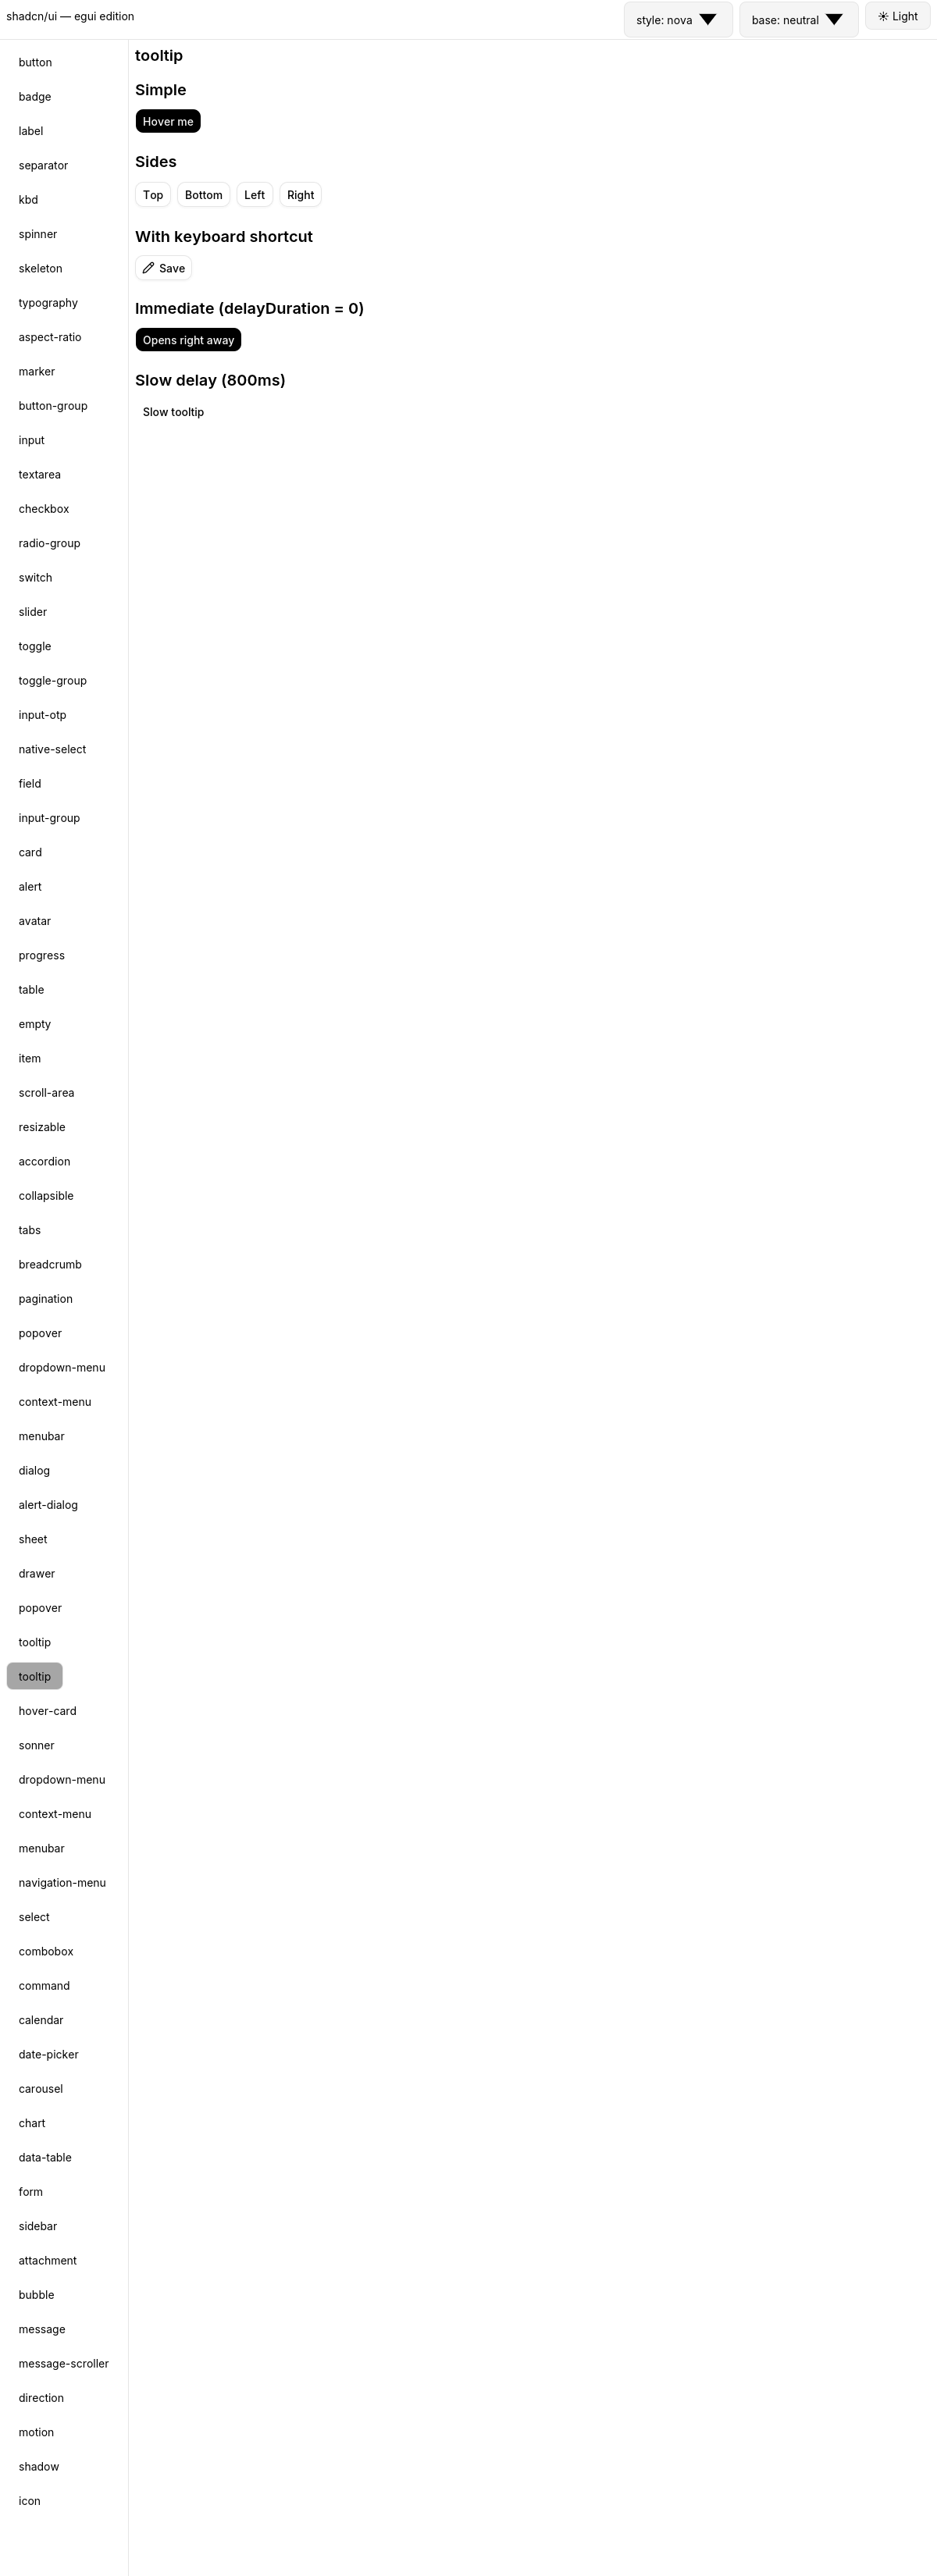 shadcn/ui — egui edition
style: nova
base: neutral
☀ Light
button
badge
label
separator
kbd
spinner
skeleton
typography
aspect-ratio
marker
button-group
input
textarea
checkbox
radio-group
switch
slider
toggle
toggle-group
input-otp
native-select
field
input-group
card
alert
avatar
progress
table
empty
item
scroll-area
resizable
accordion
collapsible
tabs
breadcrumb
pagination
popover
dropdown-menu
context-menu
menubar
dialog
alert-dialog
sheet
drawer
popover
tooltip
tooltip
hover-card
sonner
dropdown-menu
context-menu
menubar
navigation-menu
select
combobox
command
calendar
date-picker
carousel
chart
data-table
form
sidebar
attachment
bubble
message
message-scroller
direction
motion
shadow
icon
tooltip
Simple
Hover me
Sides
Top Bottom Left Right
With keyboard shortcut
Save
Immediate (delayDuration = 0)
Opens right away
Slow delay (800ms)
Slow tooltip